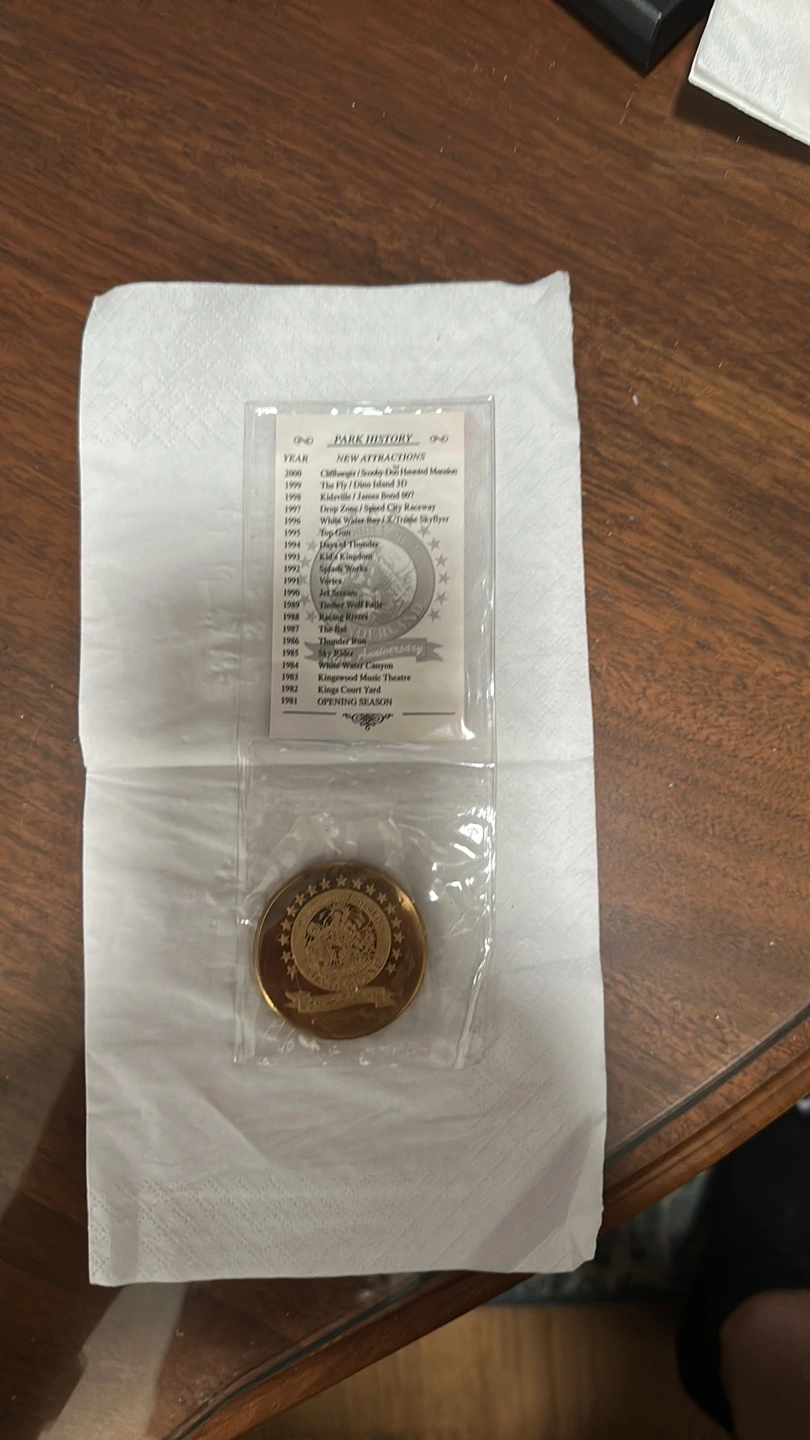 PARK HISTORY
YEAR NEW ATTRACTIONS
2000 Cliffhanger / Scooby-Doo Haunted Mansion
1999 The Fly / Dino Island 3D
1998 Kidzville / James Bond 007
1997 Drop Zone / Speed City Raceway
1996 White Water Bay / X/Treme Skyflyer
1995 Top Gun
1994 Days of Thunder
1993 Kid's Kingdom
1992 Splash Works
1991 Vortex
1990 Jet Scream
1989 Timber Wolf Falls
1988 Racing Rivers
1987 The Bat
1986 Thunder Run
1985 Sky Rider
1984 White Water Canyon
1983 Kingswood Music Theatre
1982 Kings Court Yard
1981 OPENING SEASON
WONDERLAND
Anniversary